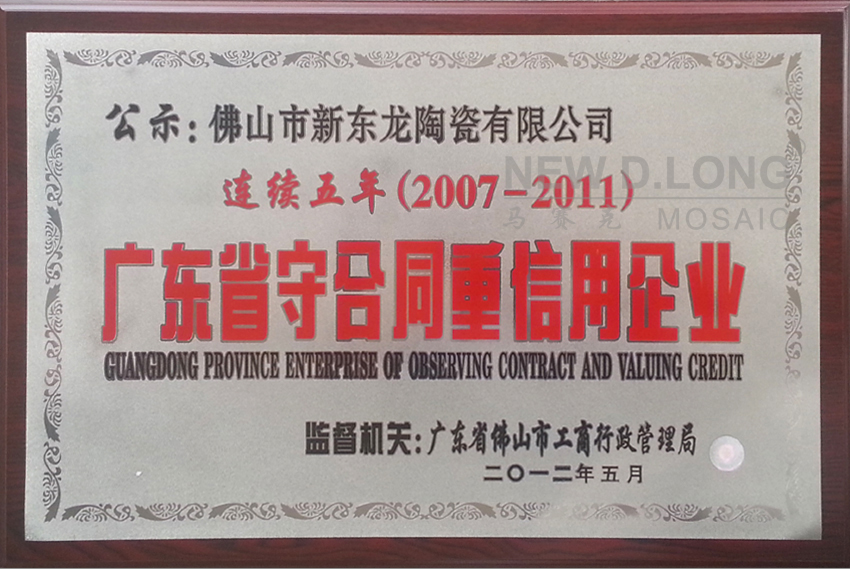 公示：佛山市新东龙陶瓷有限公司
NEW.D.LONG®
连续五年(2007-2011)
马赛克 MOSAIC
广东省守合同重信用企业
GUANGDONG PROVINCE ENTERPRISE OF OBSERVING CONTRACT AND VALUING CREDIT
监督机关：广东省佛山市工商行政管理局
二〇一二年五月